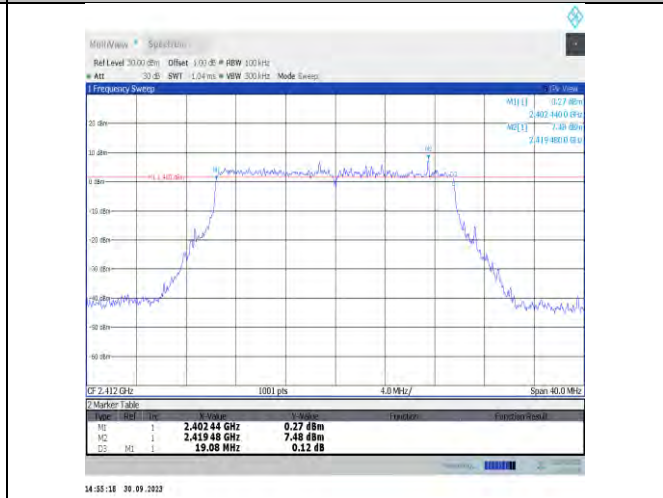 MultiView Spectrum
Ref Level 30.00 dBm Offset 1.00 dB RBW 100 kHz
Att 30 dB SWT 1.04 ms VBW 300 kHz Mode Sweep
1 Frequency Sweep
M1[1] 0.27 dBm
2.402 440 0 GHz
M2[1] 7.48 dBm
2.419 480 0 GHz
20 dBm
10 dBm
M2
0 dBm
M1
D3
-10 dBm
-20 dBm
-30 dBm
-40 dBm
-50 dBm
-60 dBm
CF 2.412 GHz 1001 pts 4.0 MHz/ Span 40.0 MHz
2 Marker Table
Type Ref Trc X-Value Y-Value Function Function Result
M1 1 2.402 44 GHz 0.27 dBm
M2 1 2.419 48 GHz 7.48 dBm
D3 M1 1 19.08 MHz 0.12 dB
14:55:18 30.09.2023